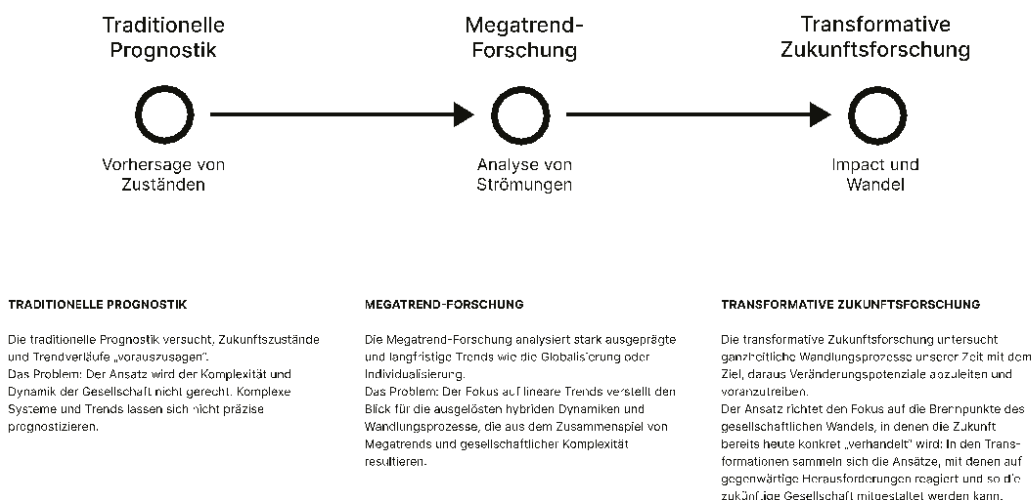 Traditionelle
Prognostik
Megatrend-
Forschung
Transformative
Zukunftsforschung
Vorhersage von
Zuständen
Analyse von
Strömungen
Impact und
Wandel
TRADITIONELLE PROGNOSTIK
Die traditionelle Prognostik versucht, Zukunftszustände
und Trendverläufe „vorauszusagen“.
Das Problem: Der Ansatz wird der Komplexität und
Dynamik der Gesellschaft nicht gerecht. Komplexe
Systeme und Trends lassen sich nicht präzise
prognostizieren.
MEGATREND-FORSCHUNG
Die Megatrend-Forschung analysiert stark ausgeprägte
und langfristige Trends wie die Globalisierung oder
Individualisierung.
Das Problem: Der Fokus auf lineare Trends verstellt den
Blick für die ausgelösten hybriden Dynamiken und
Wandlungsprozesse, die aus dem Zusammenspiel von
Megatrends und gesellschaftlicher Komplexität
resultieren.
TRANSFORMATIVE ZUKUNFTSFORSCHUNG
Die transformative Zukunftsforschung untersucht
ganzheitliche Wandlungsprozesse unserer Zeit mit dem
Ziel, daraus Veränderungspotenziale abzuleiten und
voranzutreiben.
Der Ansatz richtet den Fokus auf die Brennpunkte des
gesellschaftlichen Wandels, in denen die Zukunft
bereits heute konkret „verhandelt“ wird: In den Trans-
formationen sammeln sich die Ansätze, mit denen auf
gegenwärtige Herausforderungen reagiert und so die
zukünftige Gesellschaft mitgestaltet werden kann.